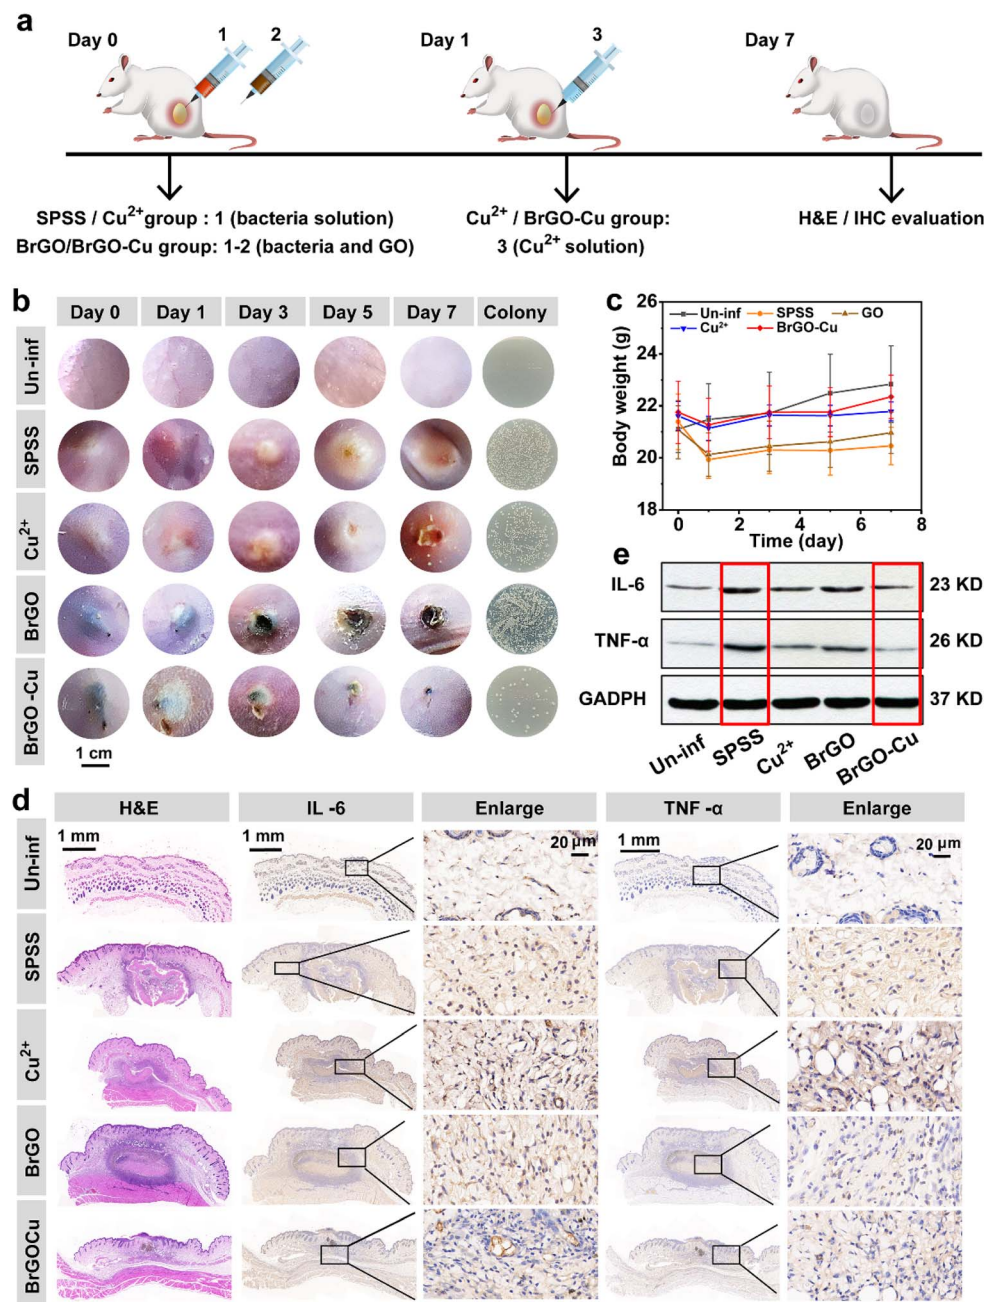 a
Day 0
1
2
Day 1
3
Day 7
SPSS / Cu²⁺group : 1 (bacteria solution)
BrGO/BrGO-Cu group: 1-2 (bacteria and GO)
Cu²⁺ / BrGO-Cu group:
3 (Cu²⁺ solution)
H&E / IHC evaluation
b
Day 0 Day 1 Day 3 Day 5 Day 7 Colony
Un-inf
SPSS
Cu²⁺
BrGO
BrGO -Cu
1 cm
c
Un-inf SPSS GO
Cu²⁺ BrGO-Cu
Body weight (g)
26
24
22
20
18
0 2 4 6 8
Time (day)
e
IL-6 23 KD
TNF-α 26 KD
GADPH 37 KD
Un-inf SPSS Cu²⁺ BrGO BrGO-Cu
d
H&E IL -6 Enlarge TNF -α Enlarge
1 mm 1 mm 20 μm 1 mm 20 μm
Un-inf
SPSS
Cu²⁺
BrGO
BrGOCu